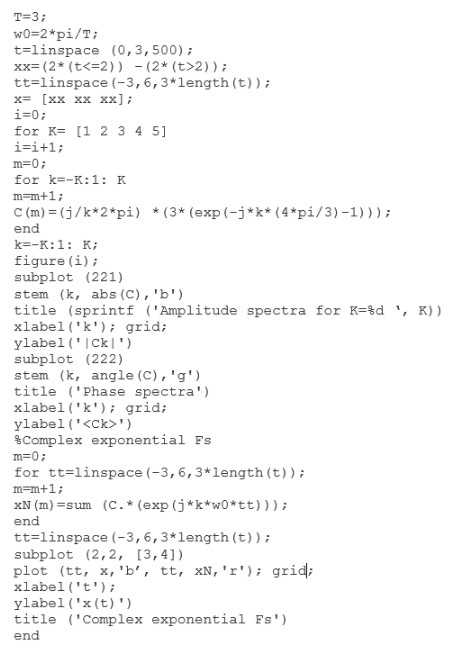 T=3;
w0=2*pi/T;
t=linspace (0,3,500);
xx=(2*(t<=2)) -(2*(t>2));
tt=linspace(-3,6,3*length(t));
x= [xx xx xx];
i=0;
for K= [1 2 3 4 5]
i=i+1;
m=0;
for k=-K:1: K
m=m+1;
C(m)=(j/k*2*pi) *(3*(exp(-j*k*(4*pi/3)-1)));
end
k=-K:1: K;
figure(i);
subplot (221)
stem (k, abs(C),'b')
title (sprintf ('Amplitude spectra for K=%d ‘, K))
xlabel('k'); grid;
ylabel('|Ck|')
subplot (222)
stem (k, angle(C),'g')
title ('Phase spectra')
xlabel('k'); grid;
ylabel('<Ck>')
%Complex exponential Fs
m=0;
for tt=linspace(-3,6,3*length(t));
m=m+1;
xN(m)=sum (C.*(exp(j*k*w0*tt)));
end
tt=linspace(-3,6,3*length(t));
subplot (2,2, [3,4])
plot (tt, x,'b’, tt, xN,'r'); grid;
xlabel('t');
ylabel('x(t)')
title ('Complex exponential Fs')
end